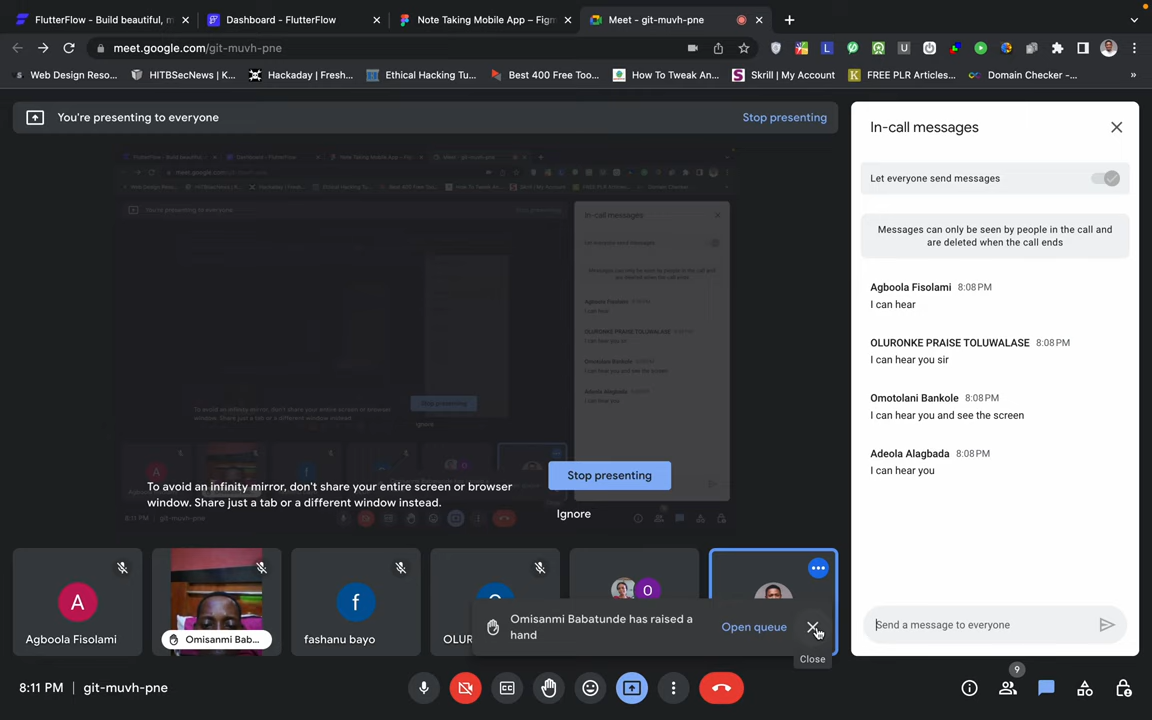 FlutterFlow - Build beautiful, m
Dashboard - FlutterFlow
Note Taking Mobile App – Figm
Meet - git-muvh-pne
meet.google.com/git-muvh-pne
Web Design Reso...
HITBSecNews | K...
Hackaday | Fresh...
Ethical Hacking Tu...
Best 400 Free Too...
How To Tweak An...
Skrill | My Account
FREE PLR Articles...
Domain Checker -...
You're presenting to everyone
Stop presenting
To avoid an infinity mirror, don't share your entire screen or browser
window. Share just a tab or a different window instead.
Stop presenting
Ignore
In-call messages
Let everyone send messages
Messages can only be seen by people in the call and
are deleted when the call ends
Agboola Fisolami 8:08 PM
I can hear
OLURONKE PRAISE TOLUWALASE 8:08 PM
I can hear you sir
Omotolani Bankole 8:08 PM
I can hear you and see the screen
Adeola Alagbada 8:08 PM
I can hear you
Send a message to everyone
A
Agboola Fisolami
Omisanmi Bab...
f
fashanu bayo
OLUR
O
Omisanmi Babatunde has raised a
hand
Open queue
Close
8:11 PM | git-muvh-pne
9